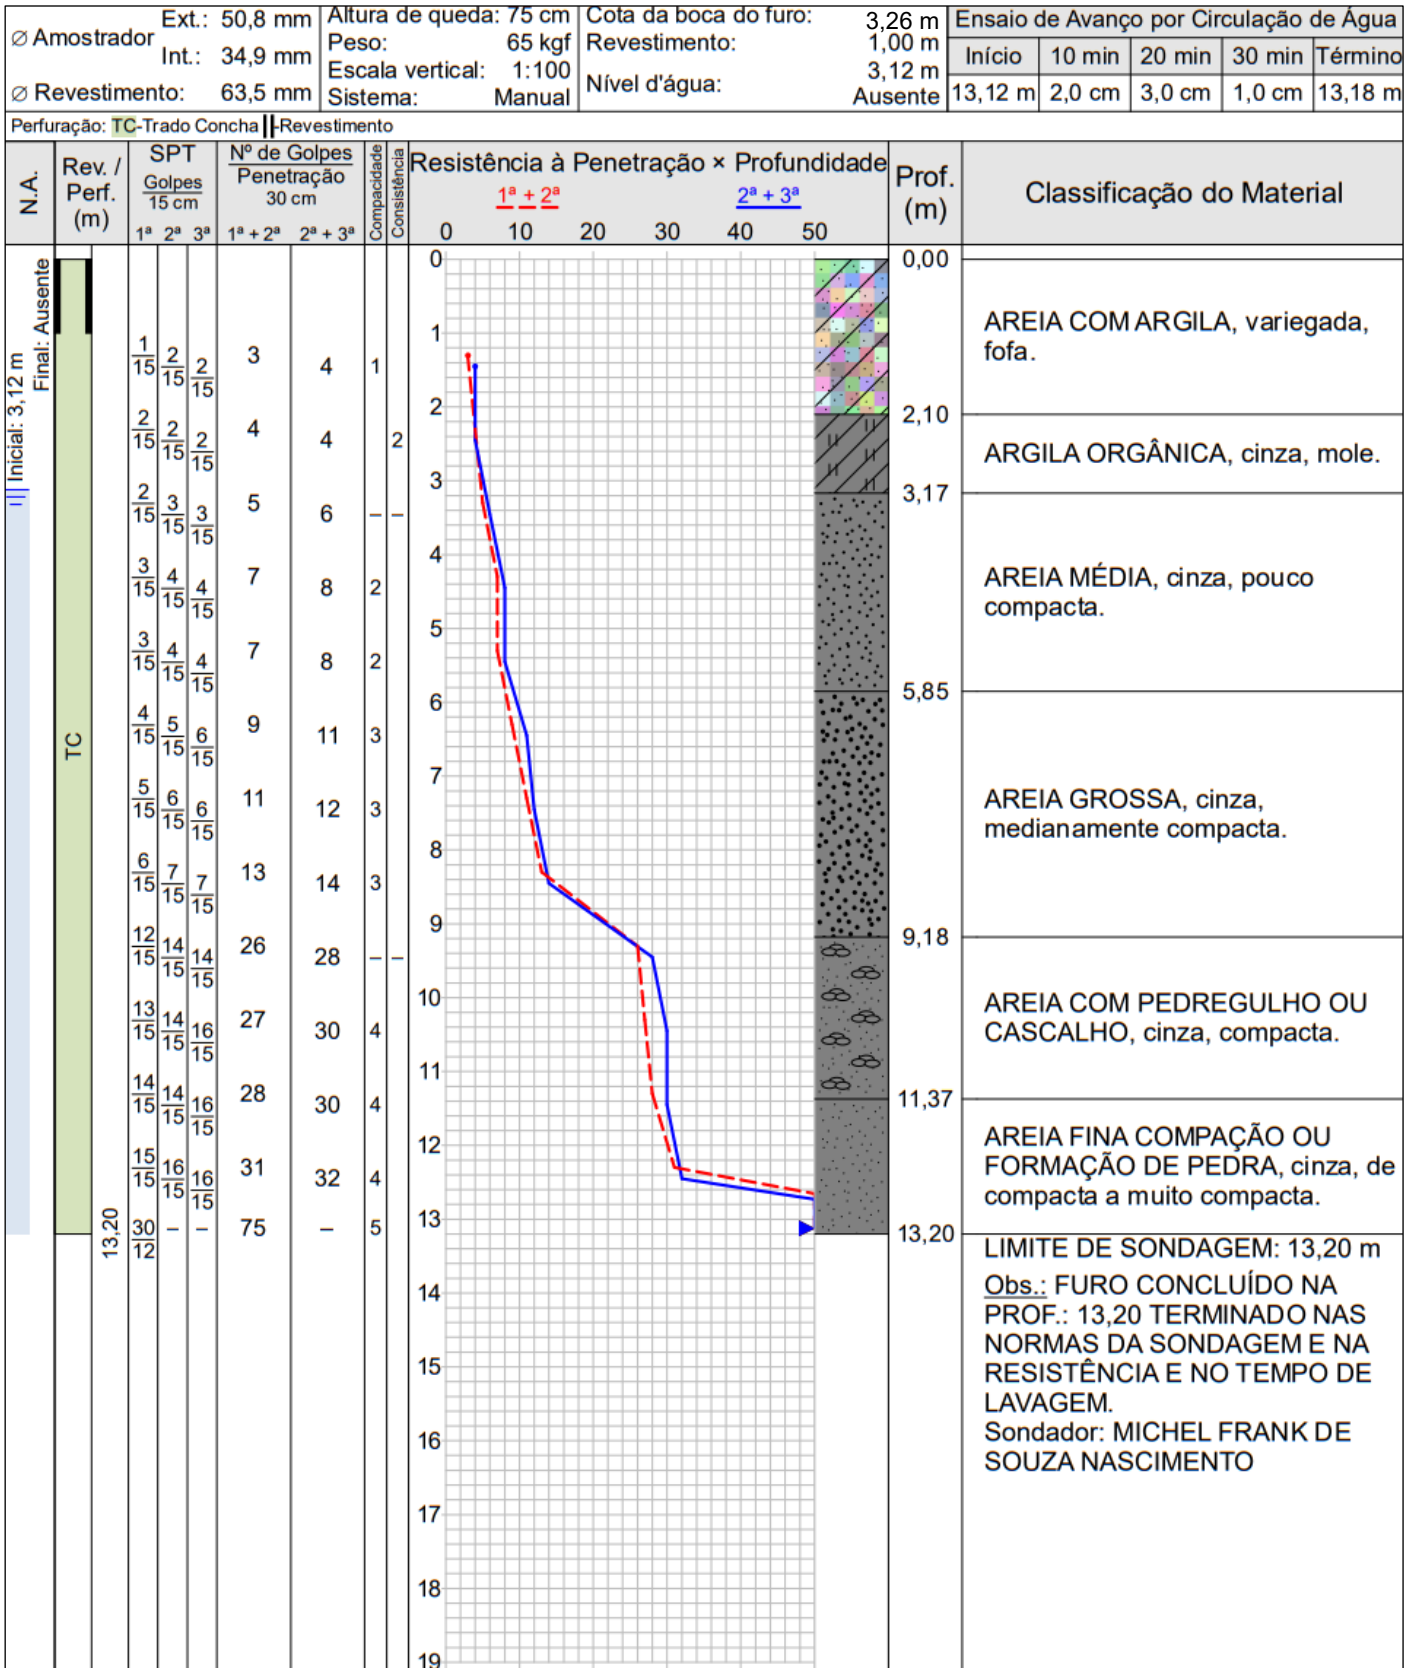 Ø Amostrador Ext.: 50,8 mm
Int.: 34,9 mm
Ø Revestimento: 63,5 mm
Altura de queda: 75 cm
Peso: 65 kgf
Escala vertical: 1:100
Sistema: Manual
Cota da boca do furo: 3,26 m
Revestimento: 1,00 m
Nível d'água: 3,12 m
Ausente
Ensaio de Avanço por Circulação de Água
Início 10 min 20 min 30 min Término
13,12 m 2,0 cm 3,0 cm 1,0 cm 13,18 m
Perfuração: TC-Trado Concha ||-Revestimento
N.A.
Rev. /
Perf.
(m)
SPT
Golpes
15 cm
1ª 2ª 3ª
Nº de Golpes
Penetração
30 cm
1ª + 2ª 2ª + 3ª
Compacidade
Consistência
Resistência à Penetração × Profundidade
1ª + 2ª 2ª + 3ª
0 10 20 30 40 50
Prof.
(m)
Classificação do Material
Inicial: 3,12 m
Final: Ausente
TC
13,20
1/15 2/15 2/15 3 4 1
2/15 2/15 2/15 4 4 2
2/15 3/15 3/15 5 6 – –
3/15 4/15 4/15 7 8 2
3/15 4/15 4/15 7 8 2
4/15 5/15 6/15 9 11 3
5/15 6/15 6/15 11 12 3
6/15 7/15 7/15 13 14 3
12/15 14/15 14/15 26 28 – –
13/15 14/15 16/15 27 30 4
14/15 14/15 16/15 28 30 4
15/15 16/15 16/15 31 32 4
30/12 – – 75 – 5
0
1
2
3
4
5
6
7
8
9
10
11
12
13
14
15
16
17
18
19
0,00
AREIA COM ARGILA, variegada,
fofa.
2,10
ARGILA ORGÂNICA, cinza, mole.
3,17
AREIA MÉDIA, cinza, pouco
compacta.
5,85
AREIA GROSSA, cinza,
medianamente compacta.
9,18
AREIA COM PEDREGULHO OU
CASCALHO, cinza, compacta.
11,37
AREIA FINA COMPAÇÃO OU
FORMAÇÃO DE PEDRA, cinza, de
compacta a muito compacta.
13,20
LIMITE DE SONDAGEM: 13,20 m
Obs.: FURO CONCLUÍDO NA
PROF.: 13,20 TERMINADO NAS
NORMAS DA SONDAGEM E NA
RESISTÊNCIA E NO TEMPO DE
LAVAGEM.
Sondador: MICHEL FRANK DE
SOUZA NASCIMENTO